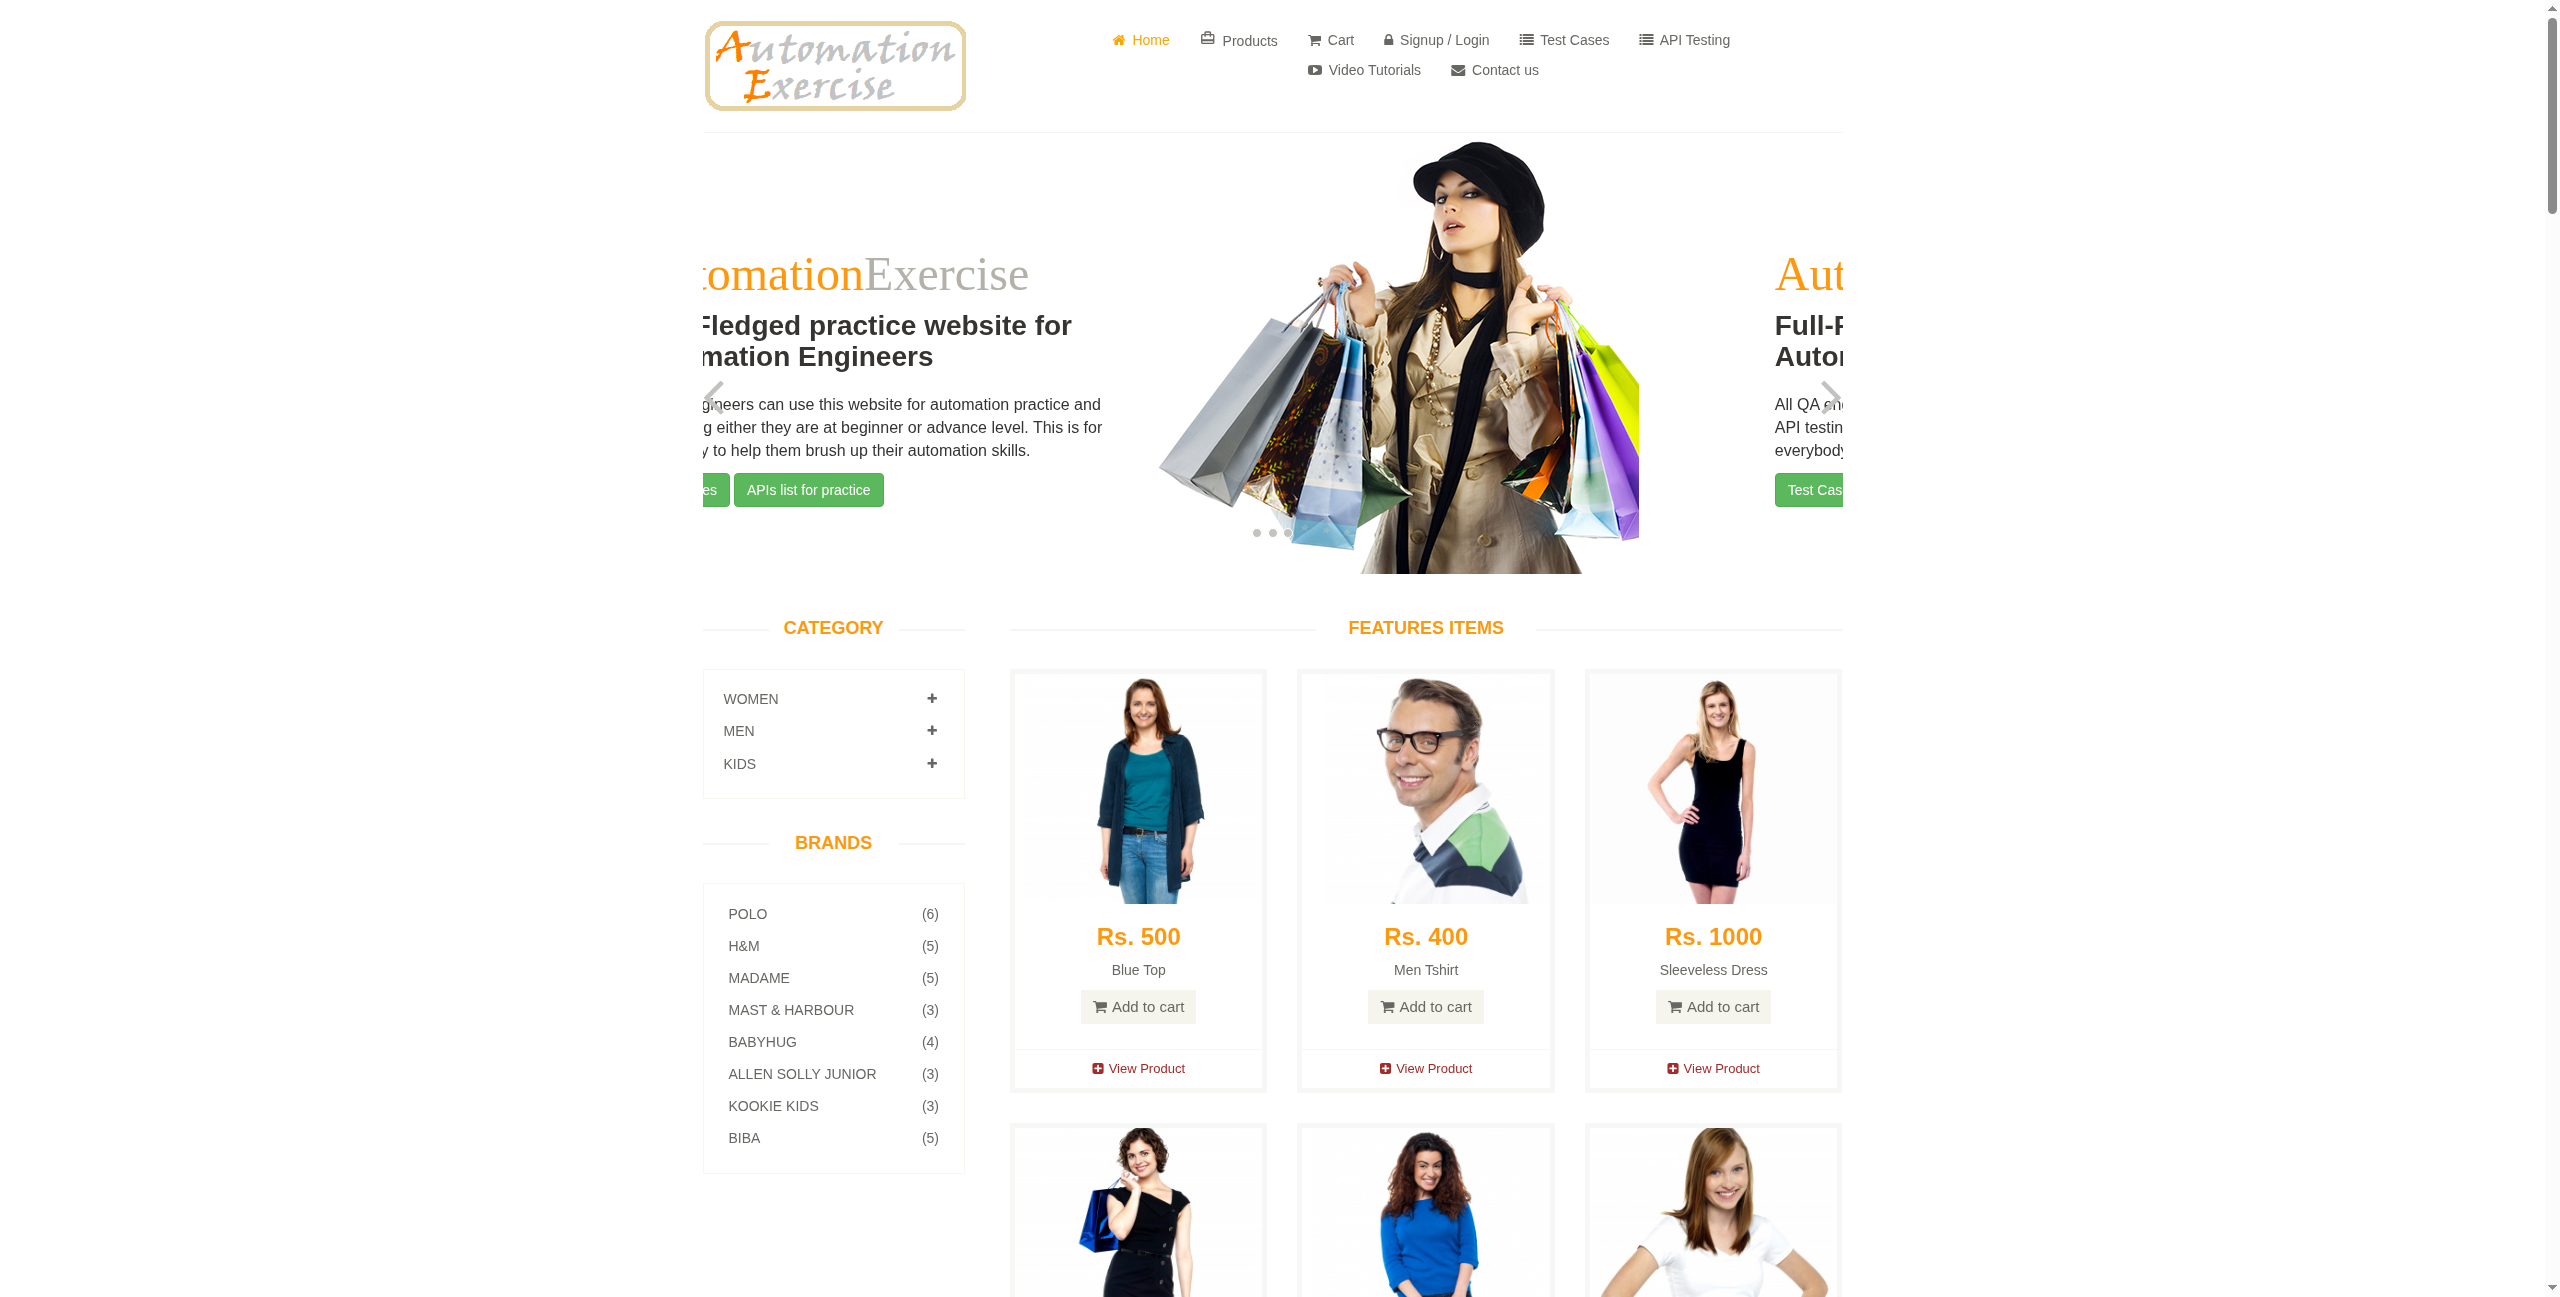 Automation
Exercise
Home
Products
Cart
Signup / Login
Test Cases
API Testing
Video Tutorials
Contact us
tomationExercise
Fledged practice website for
mation Engineers
gineers can use this website for automation practice and
g either they are at beginner or advance level. This is for
y to help them brush up their automation skills.
es
APIs list for practice
Aut
Full-F
Autor
All QA eng
API testin
everybody
Test Cas
CATEGORY
WOMEN
MEN
KIDS
BRANDS
POLO (6)
H&M (5)
MADAME (5)
MAST & HARBOUR (3)
BABYHUG (4)
ALLEN SOLLY JUNIOR (3)
KOOKIE KIDS (3)
BIBA (5)
FEATURES ITEMS
Rs. 500
Blue Top
Add to cart
View Product
Rs. 400
Men Tshirt
Add to cart
View Product
Rs. 1000
Sleeveless Dress
Add to cart
View Product